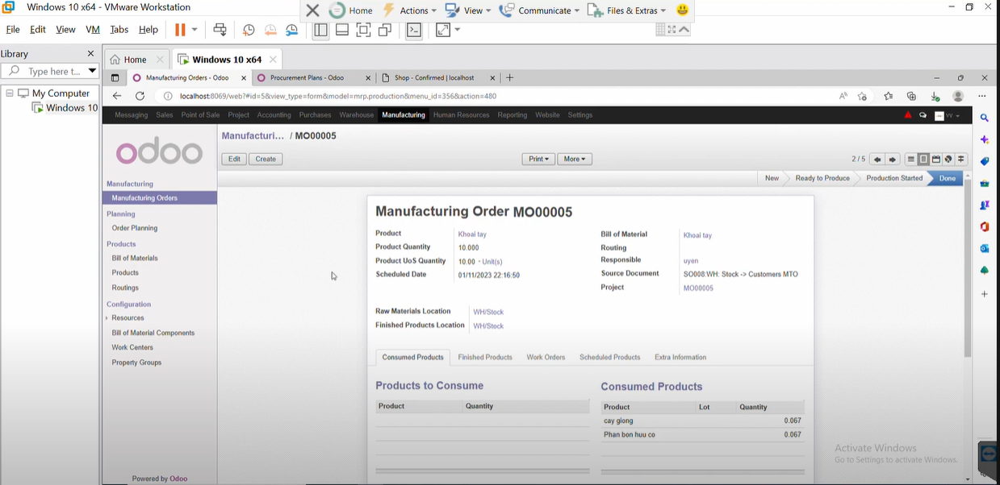 Windows 10 x64 - VMware Workstation
Home Actions View Communicate Files & Extras
File Edit View VM Tabs Help
Library
Type here t...
My Computer
Windows 10
Home Windows 10 x64
Manufacturing Orders - Odoo Procurement Plans - Odoo Shop - Confirmed | localhost
localhost:8069/web?#id=5&view_type=form&model=mrp.production&menu_id=356&action=480
Messaging Sales Point of Sale Project Accounting Purchases Warehouse Manufacturing Human Resources Reporting Website Settings
odoo
Manufacturi... / MO00005
Edit Create Print More 2 / 5
New Ready to Produce Production Started Done
Manufacturing
Manufacturing Orders
Planning
Order Planning
Products
Bill of Materials
Products
Routings
Configuration
Resources
Bill of Material Components
Work Centers
Property Groups
Powered by Odoo
Manufacturing Order MO00005
Product Khoai tay
Product Quantity 10.000
Product UoS Quantity 10.00 - Unit(s)
Scheduled Date 01/11/2023 22:16:50
Bill of Material Khoai tay
Routing
Responsible uyen
Source Document SO008:WH: Stock -> Customers MTO
Project MO00005
Raw Materials Location WH/Stock
Finished Products Location WH/Stock
Consumed Products Finished Products Work Orders Scheduled Products Extra Information
Products to Consume
Product Quantity
Consumed Products
Product Lot Quantity
cay giong 0.067
Phan bon huu co 0.067
Activate Windows
Go to Settings to activate Windows.